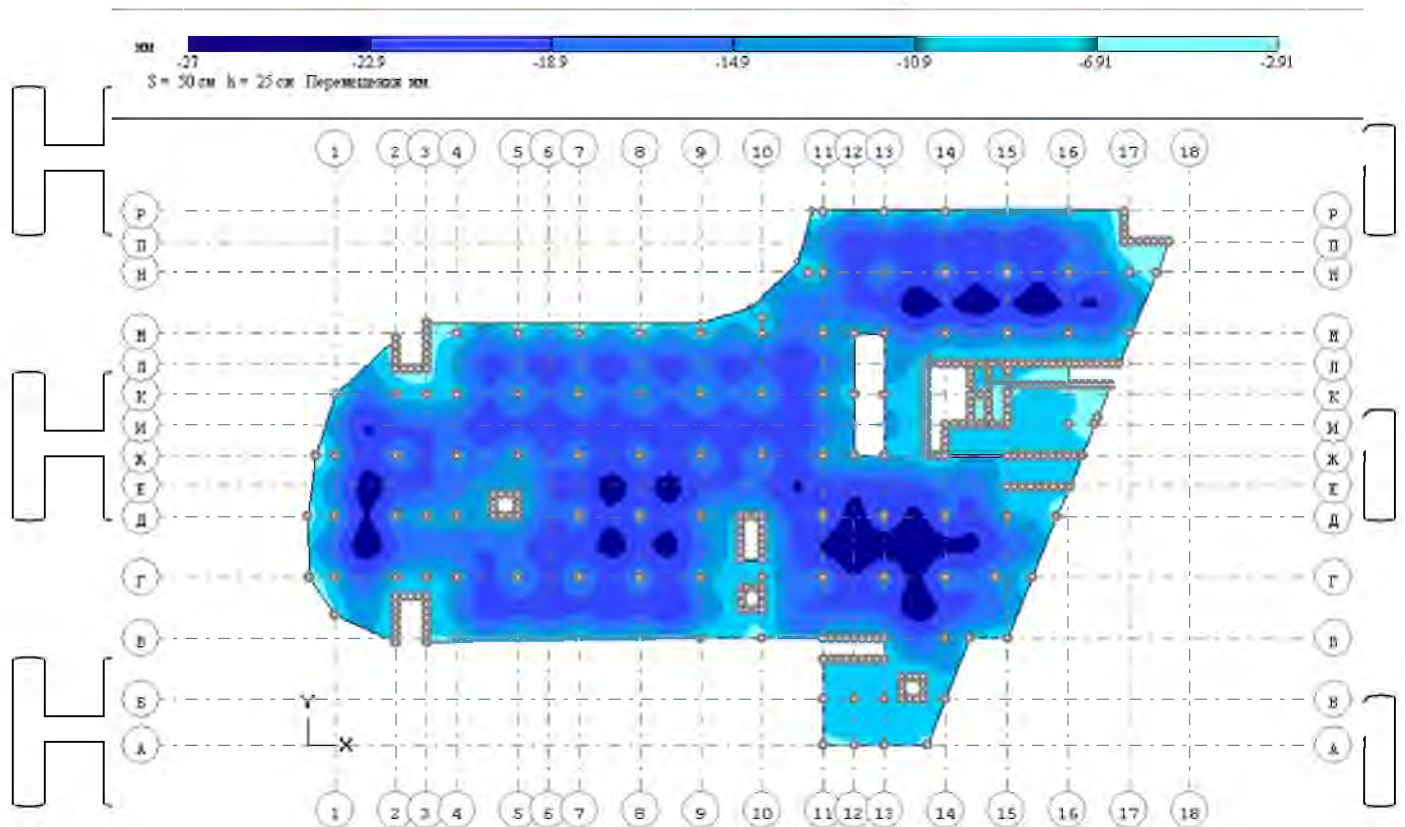 мм
-27 -22.9 -18.9 -14.9 -10.9 -6.91 -2.91
S = 50 см h = 25 см Перемещения мм
1 2 3 4 5 6 7 8 9 10 11 12 13 14 15 16 17 18
Р Р
П П
Н Н
М М
Л Л
К К
И И
Ж Ж
Е Е
Д Д
Г Г
В В
Y
Б В
X
А А
1 2 3 4 5 6 7 8 9 10 11 12 13 14 15 16 17 18